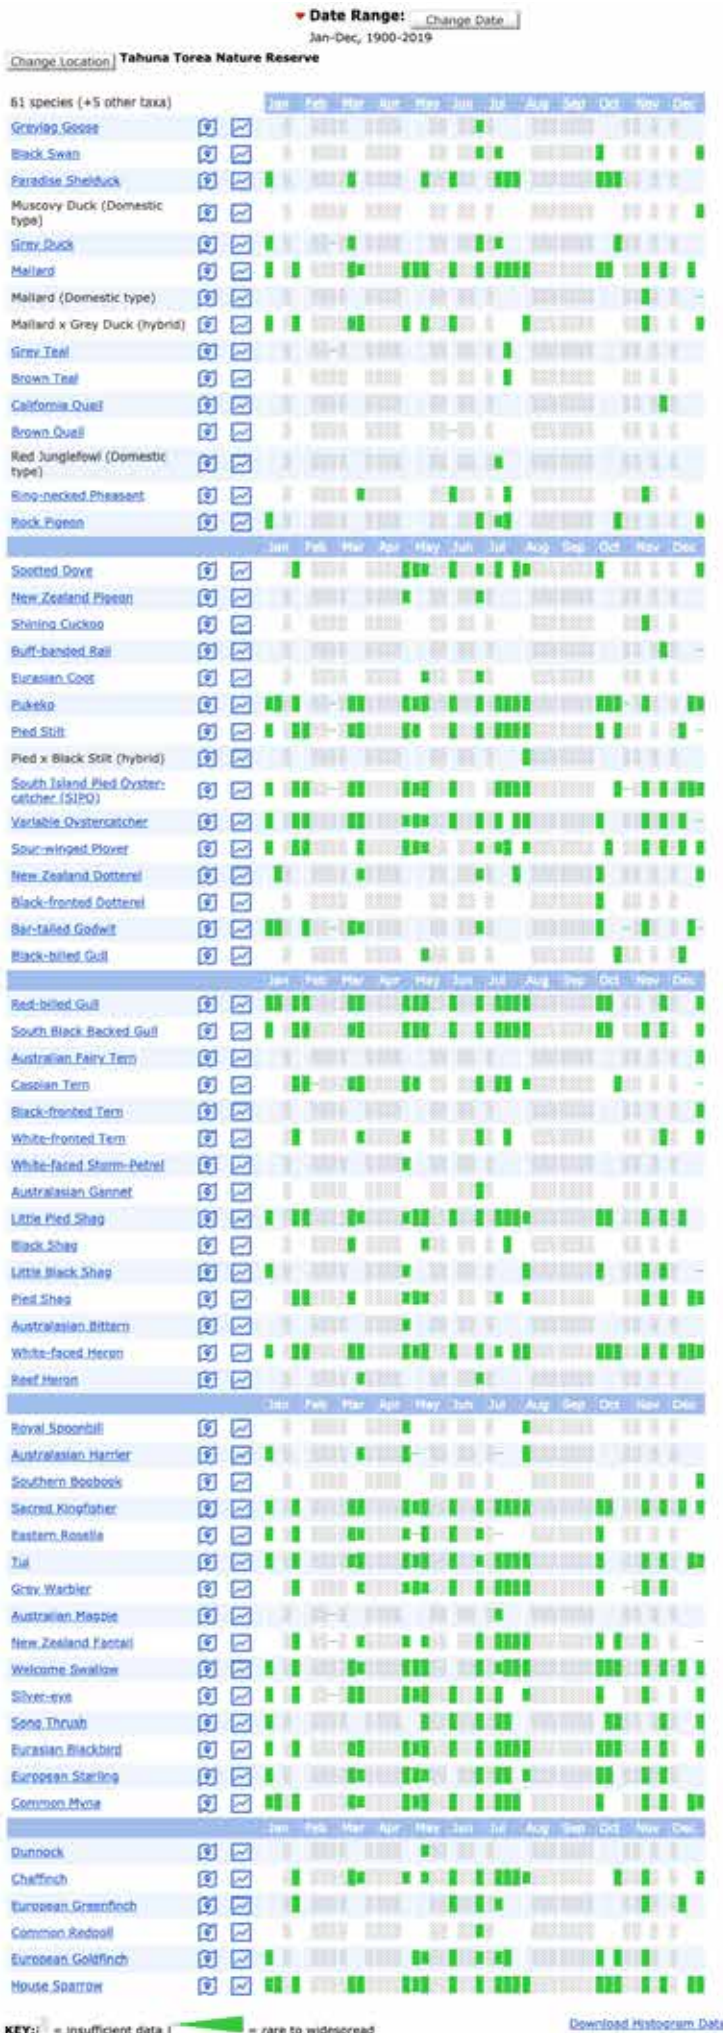 Date Range: Change Date
Jan-Dec, 1900-2019
Change Location Tahuna Torea Nature Reserve
61 species (+5 other taxa) Jan Feb Mar Apr May Jun Jul Aug Sep Oct Nov Dec
Greylag Goose
Black Swan
Paradise Shelduck
Muscovy Duck (Domestic
type)
Grey Duck
Mallard
Mallard (Domestic type)
Mallard x Grey Duck (hybrid)
Grey Teal
Brown Teal
California Quail
Brown Quail
Red Junglefowl (Domestic
type)
Ring-necked Pheasant
Rock Pigeon
Jan Feb Mar Apr May Jun Jul Aug Sep Oct Nov Dec
Spotted Dove
New Zealand Pigeon
Shining Cuckoo
Buff-banded Rail
Eurasian Coot
Pukeko
Pied Stilt
Pied x Black Stilt (hybrid)
South Island Pied Oyster-
catcher (SIPO)
Variable Oystercatcher
Spur-winged Plover
New Zealand Dotterel
Black-fronted Dotterel
Bar-tailed Godwit
Black-billed Gull
Jan Feb Mar Apr May Jun Jul Aug Sep Oct Nov Dec
Red-billed Gull
South Black Backed Gull
Australian Fairy Tern
Caspian Tern
Black-fronted Tern
White-fronted Tern
White-faced Storm-Petrel
Australasian Gannet
Little Pied Shag
Black Shag
Little Black Shag
Pied Shag
Australasian Bittern
White-faced Heron
Reef Heron
Jan Feb Mar Apr May Jun Jul Aug Sep Oct Nov Dec
Royal Spoonbill
Australasian Harrier
Southern Boobook
Sacred Kingfisher
Eastern Rosella
Tui
Grey Warbler
Australian Magpie
New Zealand Fantail
Welcome Swallow
Silver-eye
Song Thrush
Eurasian Blackbird
European Starling
Common Myna
Jan Feb Mar Apr May Jun Jul Aug Sep Oct Nov Dec
Dunnock
Chaffinch
European Greenfinch
Common Redpoll
European Goldfinch
House Sparrow
KEY: = insufficient data | = rare to widespread Download Histogram Data